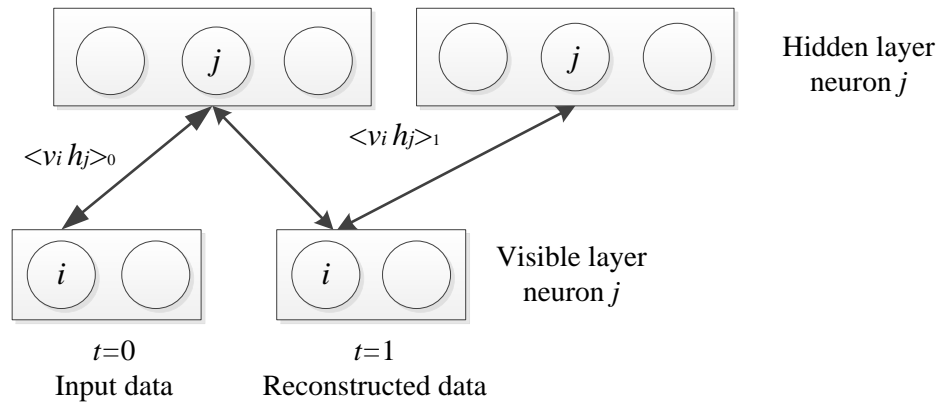 j
j
Hidden layer
neuron j
<vi hj>0
<vi hj>1
i
i
Visible layer
neuron j
t=0
t=1
Input data
Reconstructed data